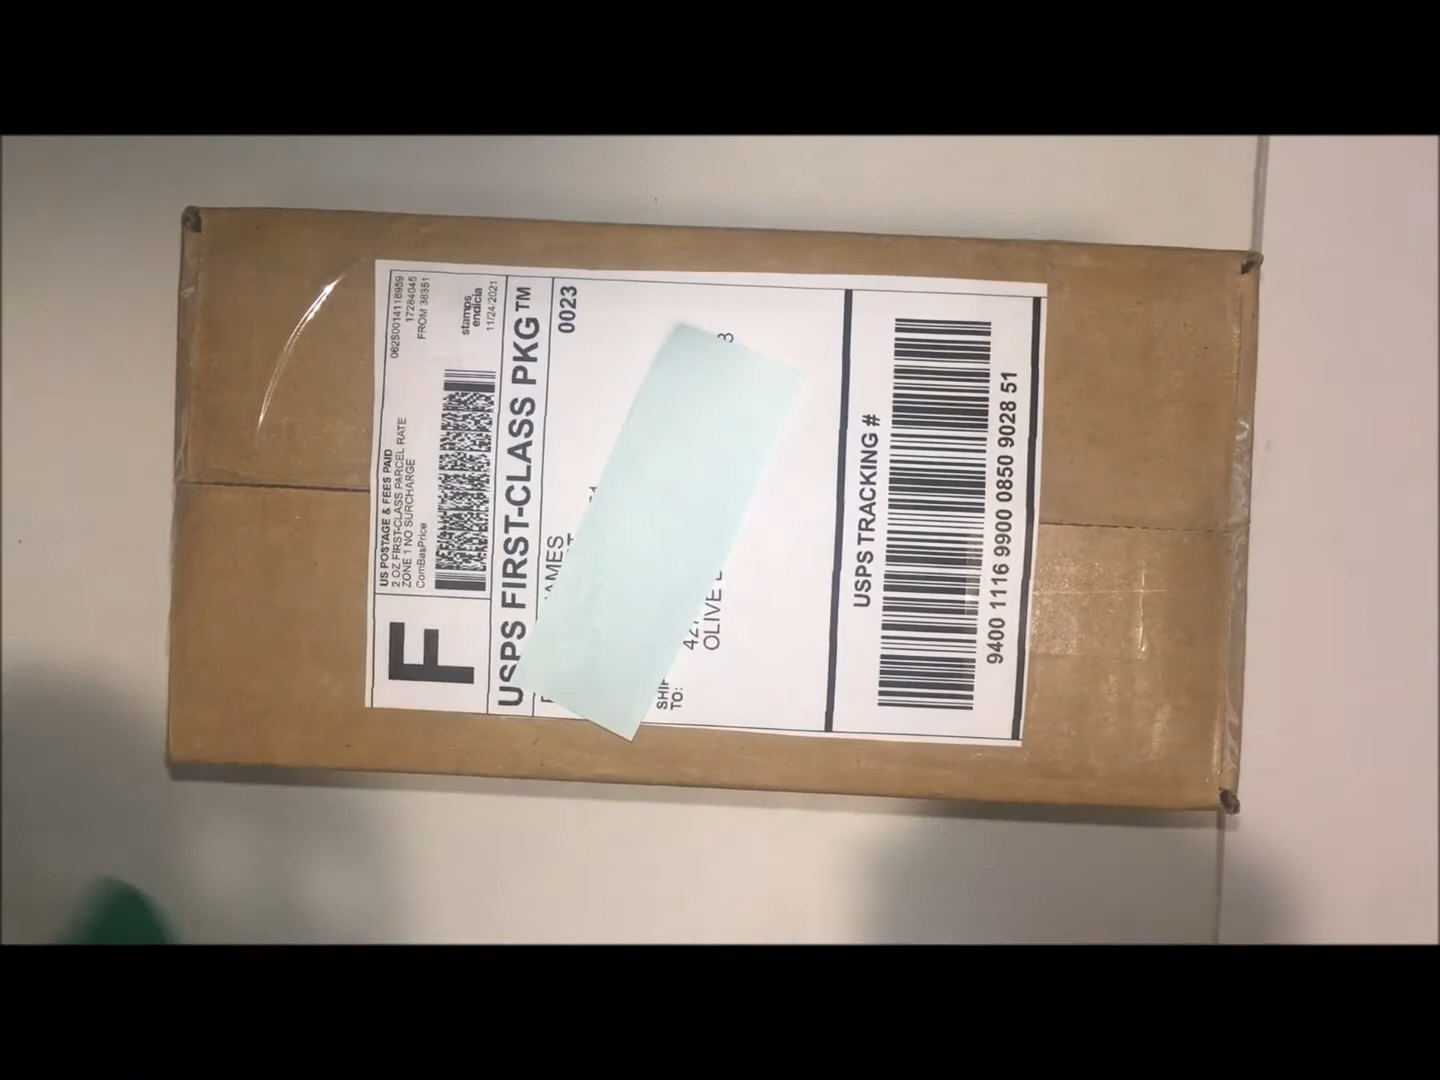 F
US POSTAGE & FEES PAID
2 OZ FIRST-CLASS PARCEL RATE
ZONE 1 NO SURCHARGE
ComBasPrice
062S0014118959
17284045
FROM 38351
stamps
endicia
11/24/2021
USPS FIRST-CLASS PKG™
0023
JAMES
SHIP
TO:
OLIVE
USPS TRACKING #
9400 1116 9900 0850 9028 51